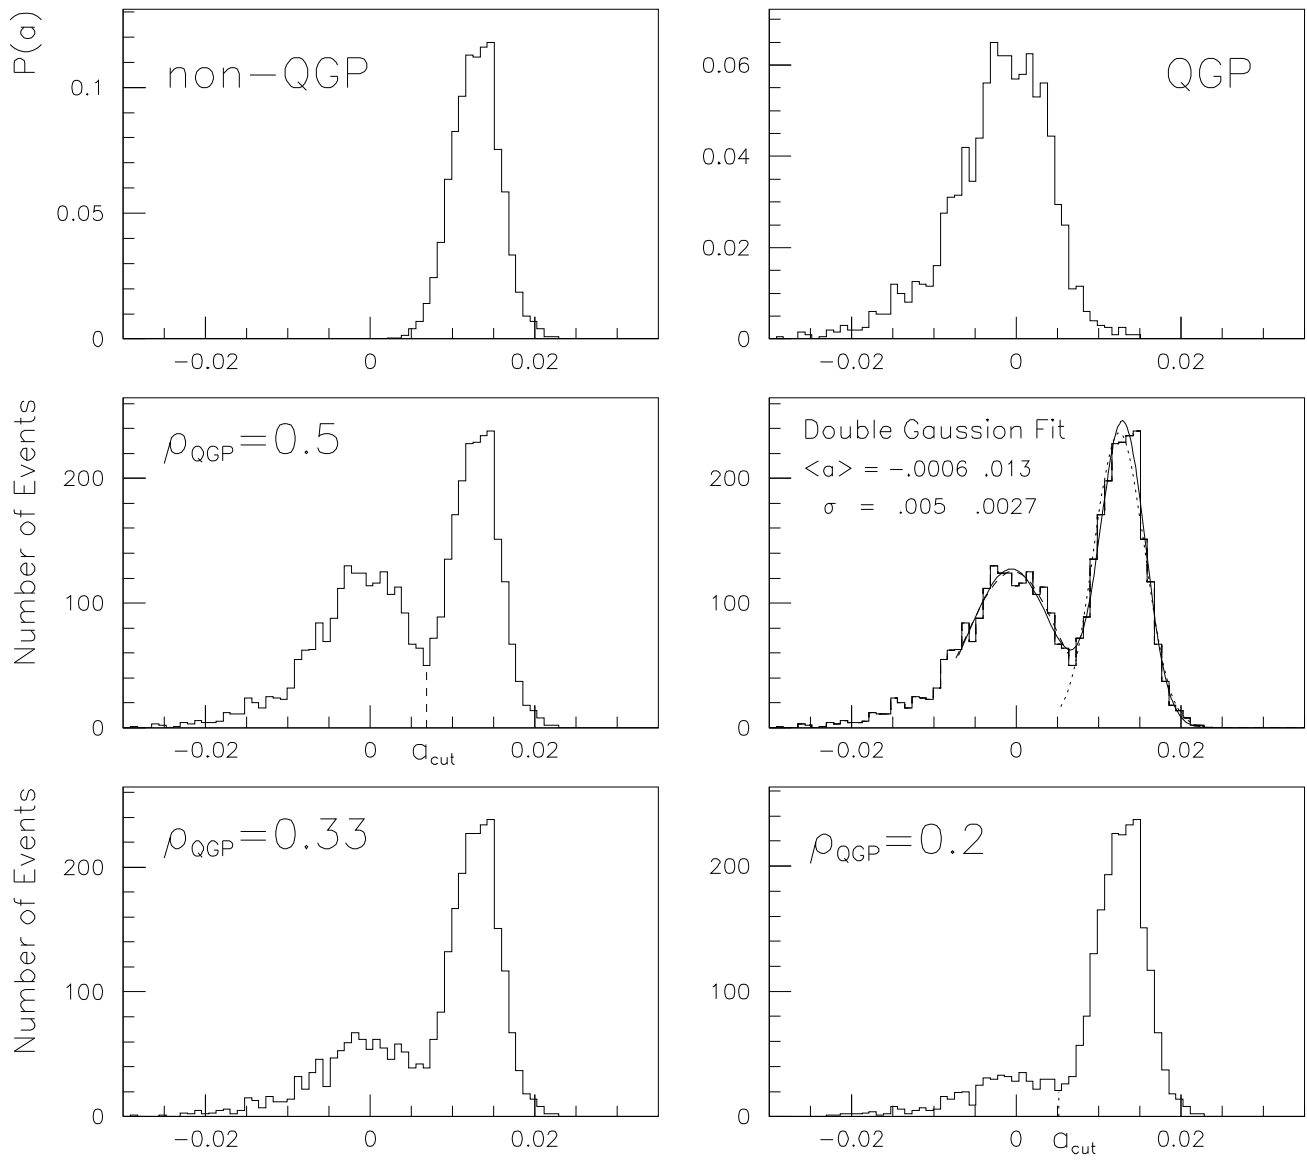 P(a)
non−QGP
0.1
0.05
0
−0.02 0 0.02
QGP
0.06
0.04
0.02
0
−0.02 0 0.02
Number of Events
ρQGP=0.5
200
100
0
−0.02 0 acut 0.02
Double Gaussion Fit
<a> = −.0006 .013
σ = .005 .0027
200
100
0
−0.02 0 0.02
Number of Events
ρQGP=0.33
200
100
0
−0.02 0 0.02
ρQGP=0.2
200
100
0
−0.02 0 acut 0.02